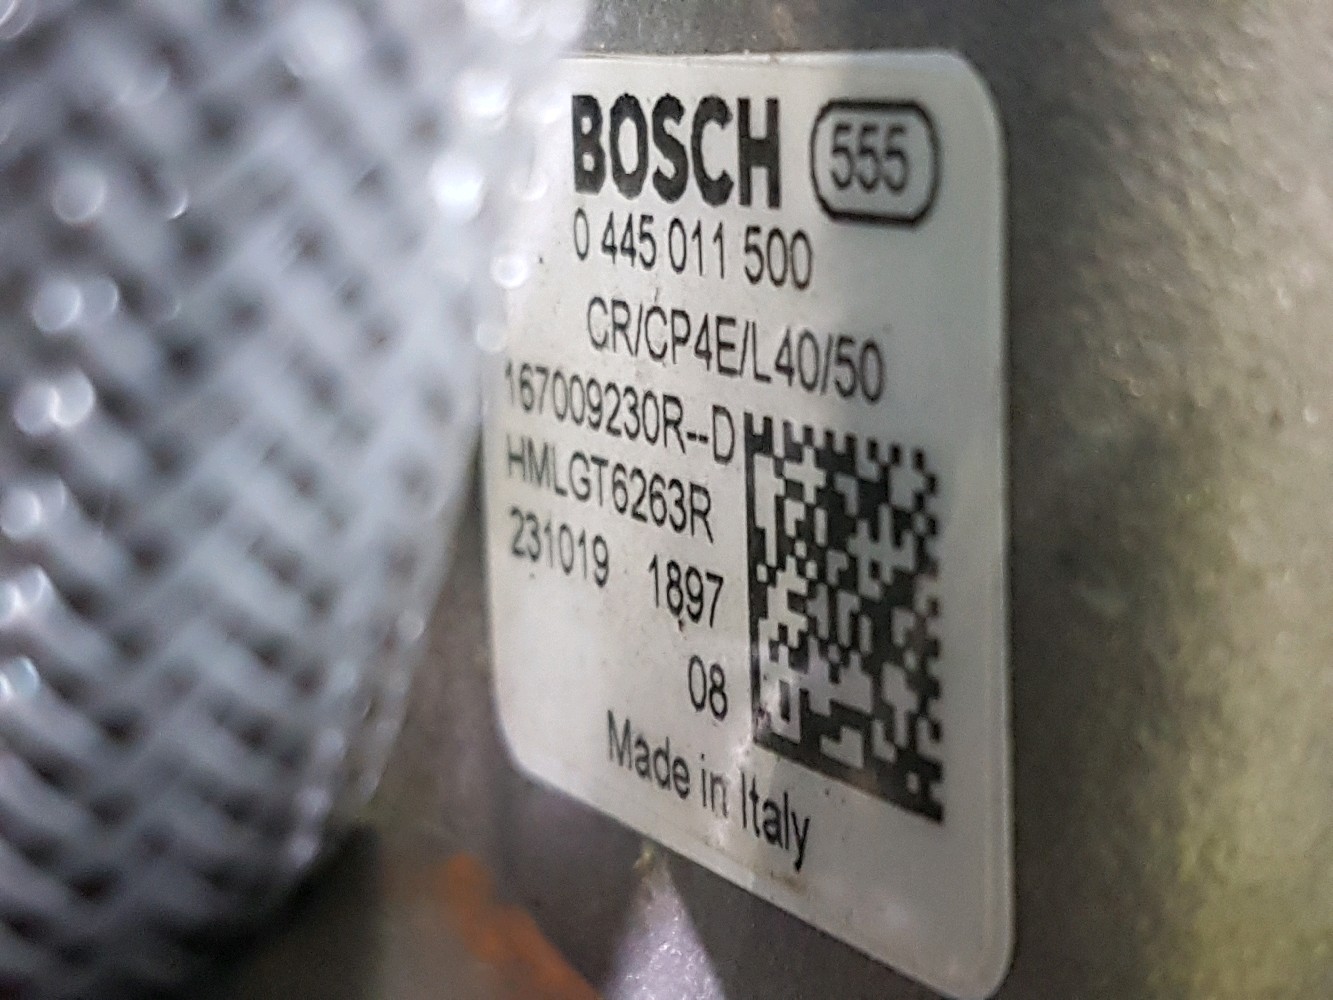 BOSCH 555
0 445 011 500
CR/CP4E/L40/50
167009230R--D
HMLGT6263R
231019 1897
08
Made in Italy